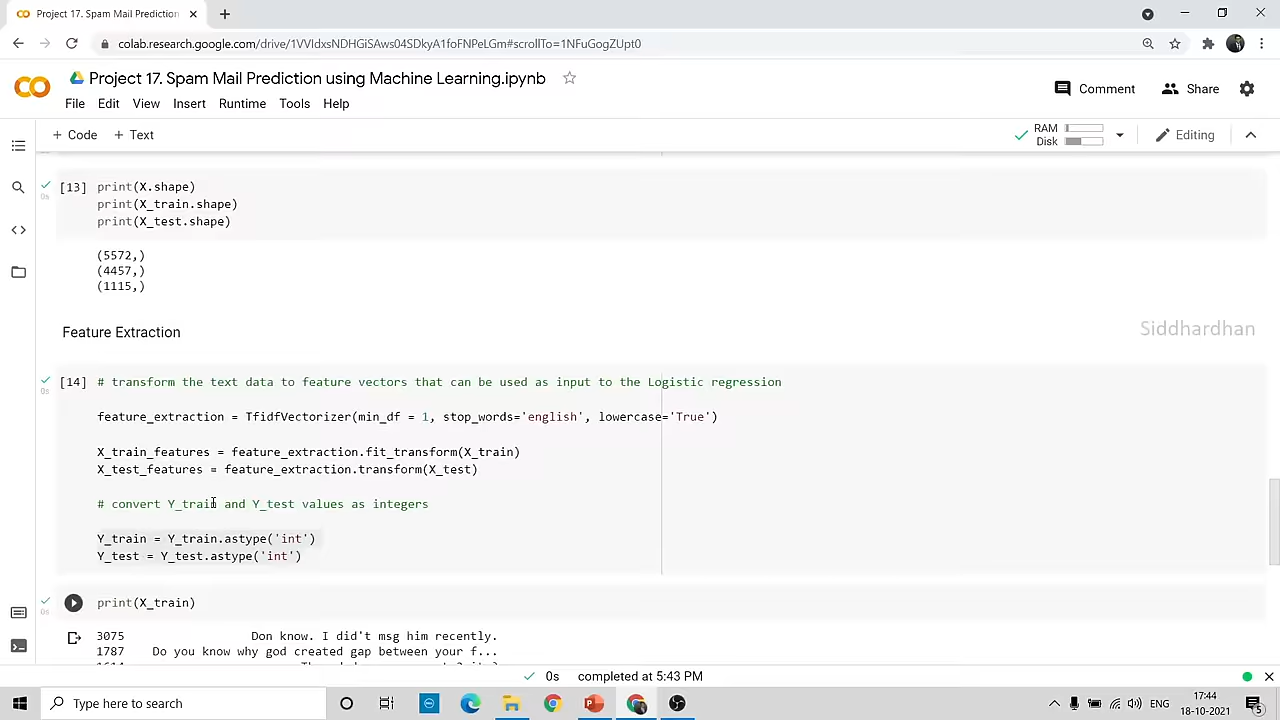 Project 17. Spam Mail Prediction
colab.research.google.com/drive/1VVIdxsNDHGiSAws04SDkyA1foFNPeLGm#scrollTo=1NFuGogZUpt0
Project 17. Spam Mail Prediction using Machine Learning.ipynb
Comment
Share
File Edit View Insert Runtime Tools Help
+ Code + Text
RAM
Disk
Editing
[13] print(X.shape)
0s
print(X_train.shape)
print(X_test.shape)
(5572,)
(4457,)
(1115,)
Feature Extraction
Siddhardhan
[14] # transform the text data to feature vectors that can be used as input to the Logistic regression
0s
feature_extraction = TfidfVectorizer(min_df = 1, stop_words='english', lowercase='True')
X_train_features = feature_extraction.fit_transform(X_train)
X_test_features = feature_extraction.transform(X_test)
# convert Y_train and Y_test values as integers
Y_train = Y_train.astype('int')
Y_test = Y_test.astype('int')
print(X_train)
0s
3075 Don know. I did't msg him recently.
1787 Do you know why god created gap between your f...
0s completed at 5:43 PM
Type here to search
ENG
17:44
18-10-2021
5